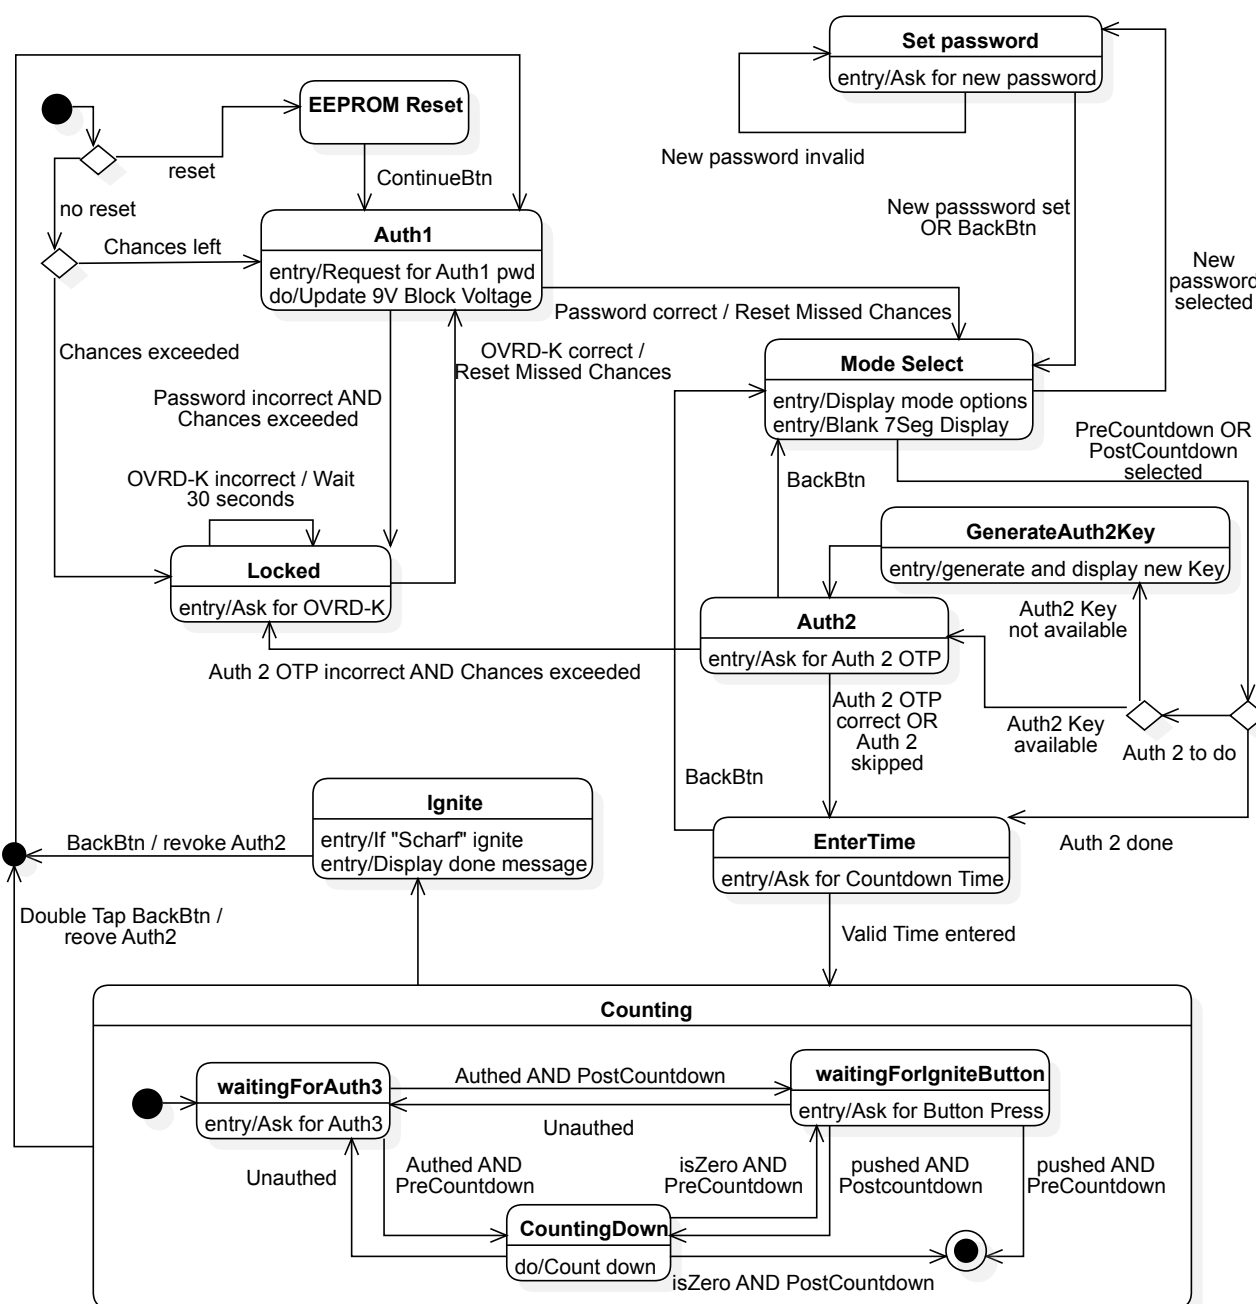 Set password
entry/Ask for new password
EEPROM Reset
reset
ContinueBtn
New password invalid
no reset
New passsword set
OR BackBtn
Chances left
Auth1
entry/Request for Auth1 pwd
do/Update 9V Block Voltage
New
password
selected
Password correct / Reset Missed Chances
Chances exceeded
OVRD-K correct /
Reset Missed Chances
Mode Select
entry/Display mode options
entry/Blank 7Seg Display
Password incorrect AND
Chances exceeded
PreCountdown OR
PostCountdown
selected
OVRD-K incorrect / Wait
30 seconds
BackBtn
GenerateAuth2Key
entry/generate and display new Key
Locked
entry/Ask for OVRD-K
Auth2
entry/Ask for Auth 2 OTP
Auth2 Key
not available
Auth 2 OTP incorrect AND Chances exceeded
Auth 2 OTP
correct OR
Auth 2
skipped
Auth2 Key
available
Auth 2 to do
BackBtn
Ignite
entry/If "Scharf" ignite
entry/Display done message
BackBtn / revoke Auth2
EnterTime
entry/Ask for Countdown Time
Auth 2 done
Double Tap BackBtn /
reove Auth2
Valid Time entered
Counting
waitingForAuth3
entry/Ask for Auth3
Authed AND PostCountdown
waitingForIgniteButton
entry/Ask for Button Press
Unauthed
Unauthed
Authed AND
PreCountdown
isZero AND
PreCountdown
pushed AND
Postcountdown
pushed AND
PreCountdown
CountingDown
do/Count down
isZero AND PostCountdown